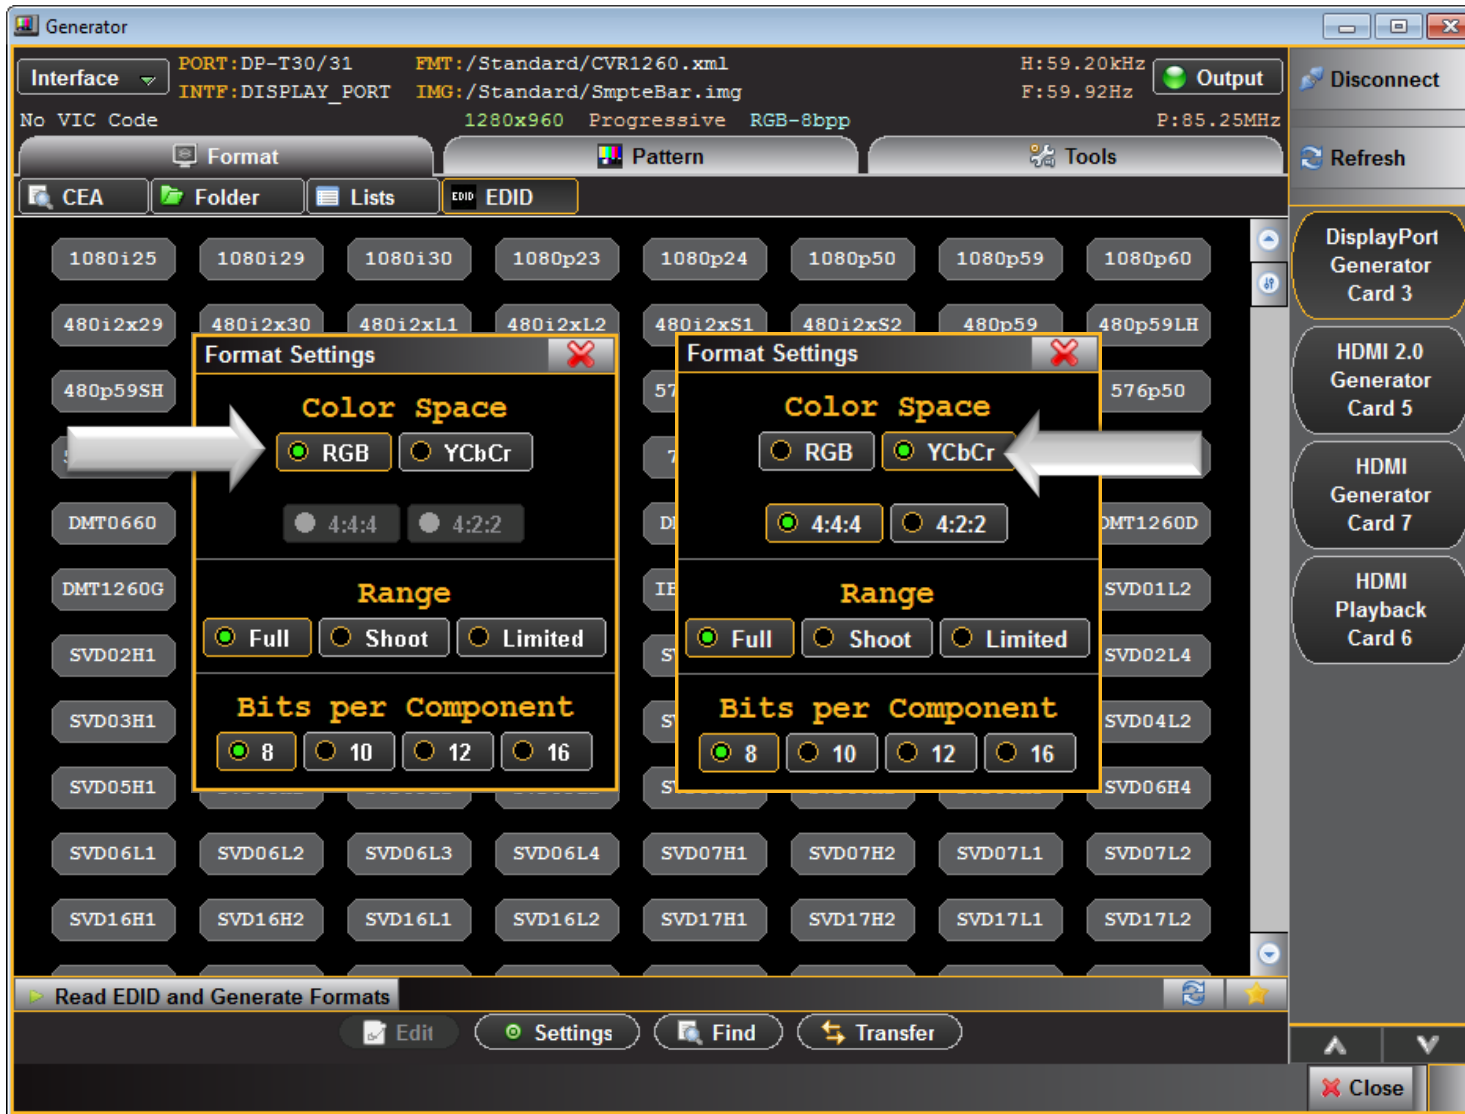 Generator
Interface
PORT:DP-T30/31 FMT:/Standard/CVR1260.xml H:59.20kHz
INTF:DISPLAY_PORT IMG:/Standard/SmpteBar.img F:59.92Hz
Output
Disconnect
No VIC Code 1280x960 Progressive RGB-8bpp P:85.25MHz
Format Pattern Tools
Refresh
CEA Folder Lists EDID EDID
1080i25 1080i29 1080i30 1080p23 1080p24 1080p50 1080p59 1080p60
480i2x29 480i2x30 480i2xL1 480i2xL2 480i2xS1 480i2xS2 480p59 480p59LH
480p59SH 57 576p50
7
DMT0660 DMT1260D
DMT1260G IE SVD01L2
SVD02H1 SVD02L4
SVD03H1 SVD04L2
SVD05H1 SVD06H4
SVD06L1 SVD06L2 SVD06L3 SVD06L4 SVD07H1 SVD07H2 SVD07L1 SVD07L2
SVD16H1 SVD16H2 SVD16L1 SVD16L2 SVD17H1 SVD17H2 SVD17L1 SVD17L2
Format Settings
Color Space
RGB YCbCr
4:4:4 4:2:2
Range
Full Shoot Limited
Bits per Component
8 10 12 16
Format Settings
Color Space
RGB YCbCr
4:4:4 4:2:2
Range
Full Shoot Limited
Bits per Component
8 10 12 16
DisplayPort
Generator
Card 3
HDMI 2.0
Generator
Card 5
HDMI
Generator
Card 7
HDMI
Playback
Card 6
Read EDID and Generate Formats
Edit Settings Find Transfer
Close